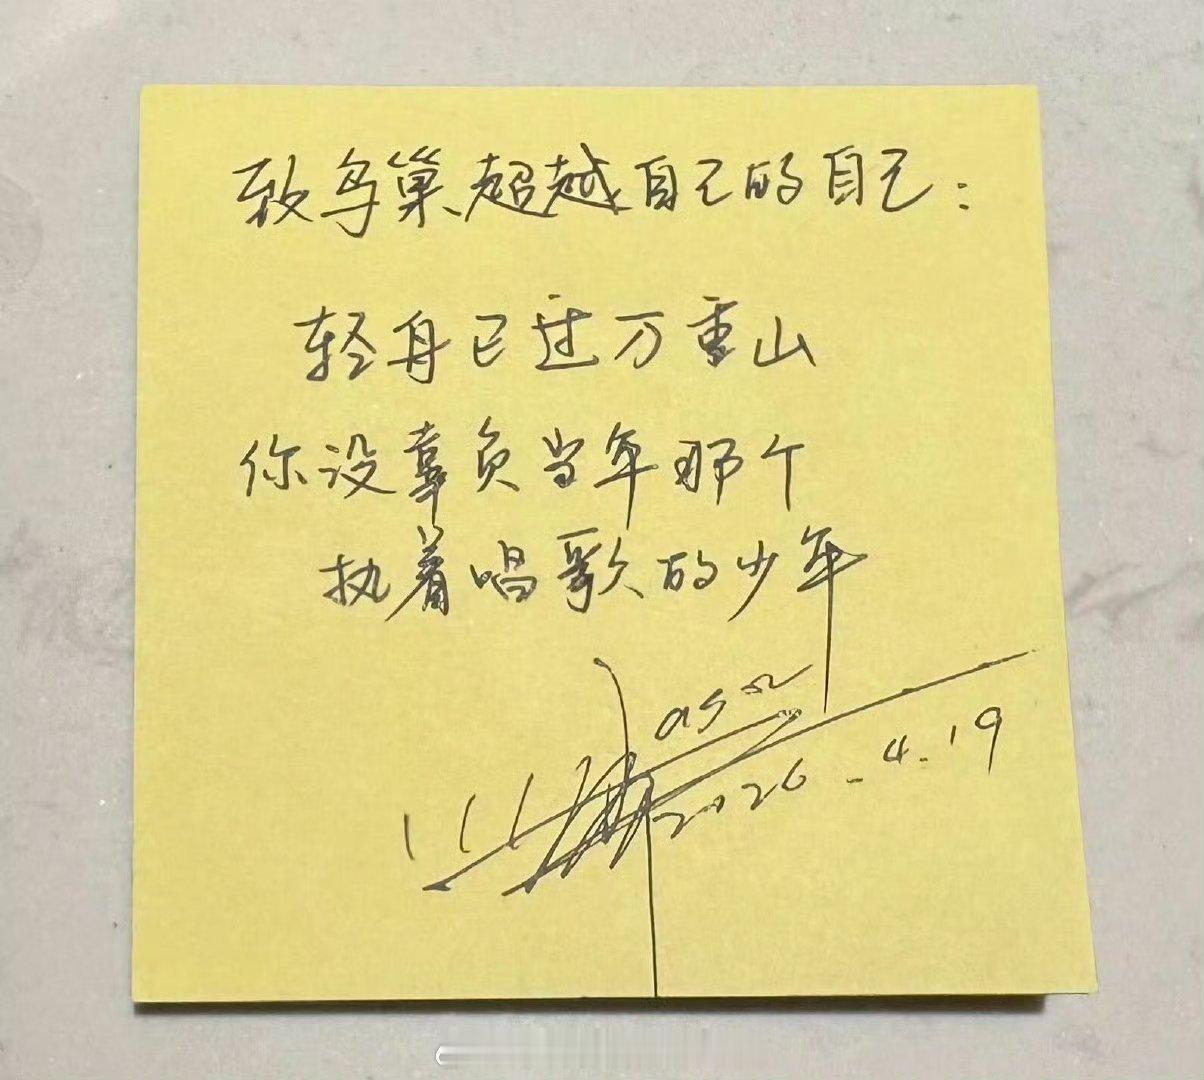 致鸟巢超越自己的自己：
轻舟已过万重山
你没辜负当年那个
执着唱歌的少年
2026.4.19